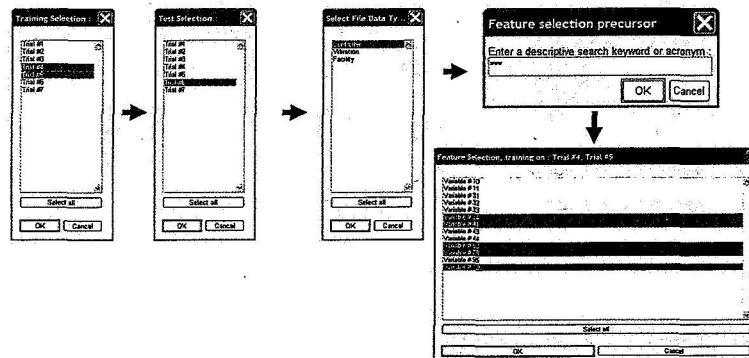 Training Selection :
Trial #1
Trial #2
Trial #3
Trial #4
Trial #5
Trial #6
Trial #7
Select all
OK
Cancel
Test Selection :
Trial #1
Trial #2
Trial #3
Trial #4
Trial #5
Trial #7
Select all
OK
Cancel
Select File Data Ty...
Vibration
Facility
Select all
OK
Cancel
Feature selection precursor
Enter a descriptive search keyword or acronym :
***
OK
Cancel
Feature Selection, training on : Trial #4, Trial #5
Variable #10
Variable #11
Variable #21
Variable #32
Variable #33
Variable #43
Variable #44
Variable #56
Select all
OK
Cancel